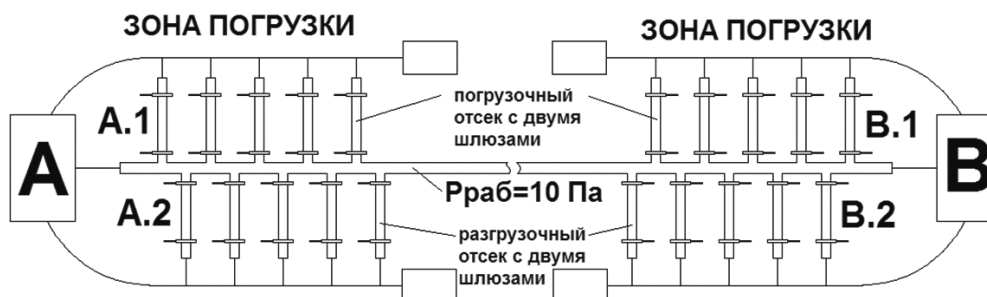 ЗОНА ПОГРУЗКИ
ЗОНА ПОГРУЗКИ
А.1
погрузочный
отсек с двумя
шлюзами
В.1
А
В
Рраб=10 Па
А.2
разгрузочный
отсек с двумя
шлюзами
В.2